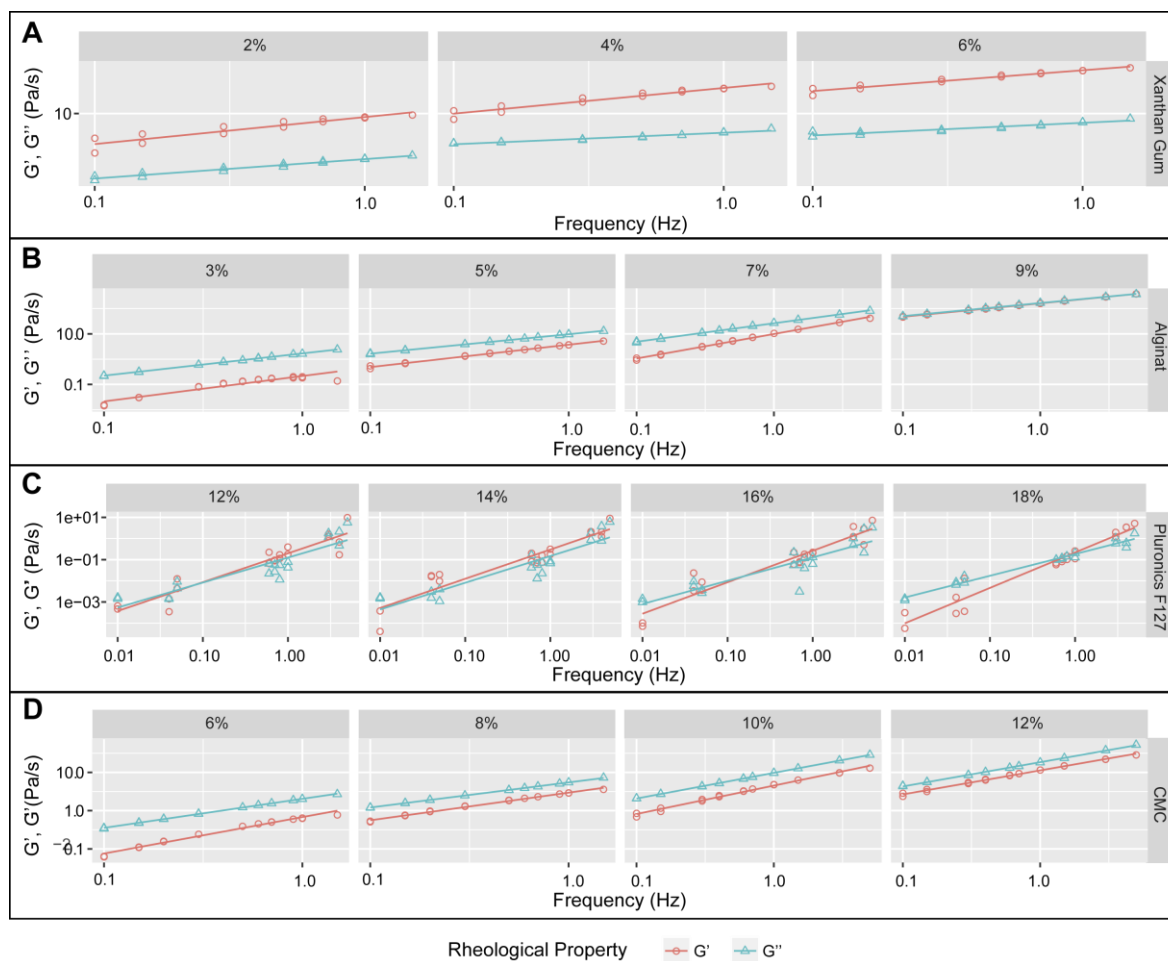 A
2% 4% 6%
G', G'' (Pa/s)
10
Xanthan Gum
0.1 1.0 0.1 1.0 0.1 1.0
Frequency (Hz)
B
3% 5% 7% 9%
G', G'' (Pa/s)
10.0
0.1
Alginat
0.1 1.0 0.1 1.0 0.1 1.0 0.1 1.0
Frequency (Hz)
C
12% 14% 16% 18%
G', G'' (Pa/s)
1e+01
1e−01
1e−03
Pluronics F127
0.01 0.10 1.00 0.01 0.10 1.00 0.01 0.10 1.00 0.01 0.10 1.00
D
6% 8% 10% 12%
G', G''(Pa/s)
10.0
1.0
−0.1
CMC
0.1 1.0 0.1 1.0 0.1 1.0 0.1 1.0
Frequency (Hz)
Rheological Property G' G''